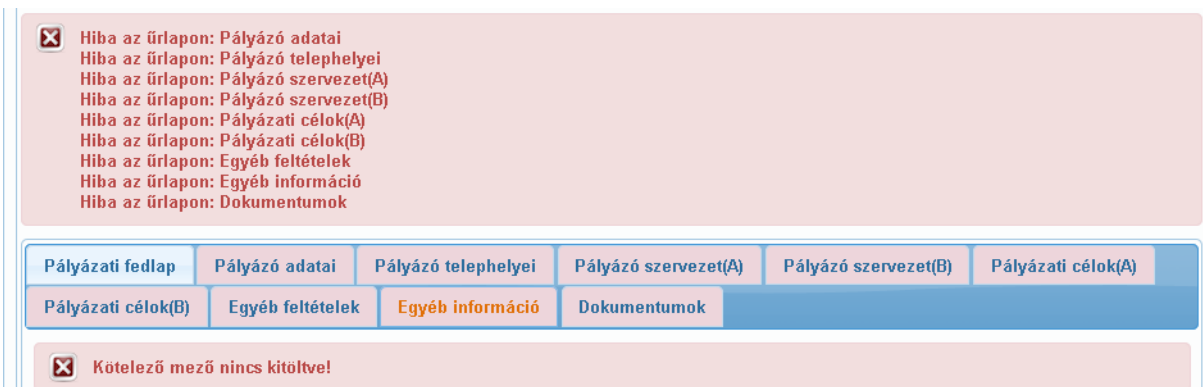 Hiba az űrlapon: Pályázó adatai
Hiba az űrlapon: Pályázó telephelyei
Hiba az űrlapon: Pályázó szervezet(A)
Hiba az űrlapon: Pályázó szervezet(B)
Hiba az űrlapon: Pályázati célok(A)
Hiba az űrlapon: Pályázati célok(B)
Hiba az űrlapon: Egyéb feltételek
Hiba az űrlapon: Egyéb információ
Hiba az űrlapon: Dokumentumok
Pályázati fedlap Pályázó adatai Pályázó telephelyei Pályázó szervezet(A) Pályázó szervezet(B) Pályázati célok(A)
Pályázati célok(B) Egyéb feltételek Egyéb információ Dokumentumok
Kötelező mező nincs kitöltve!